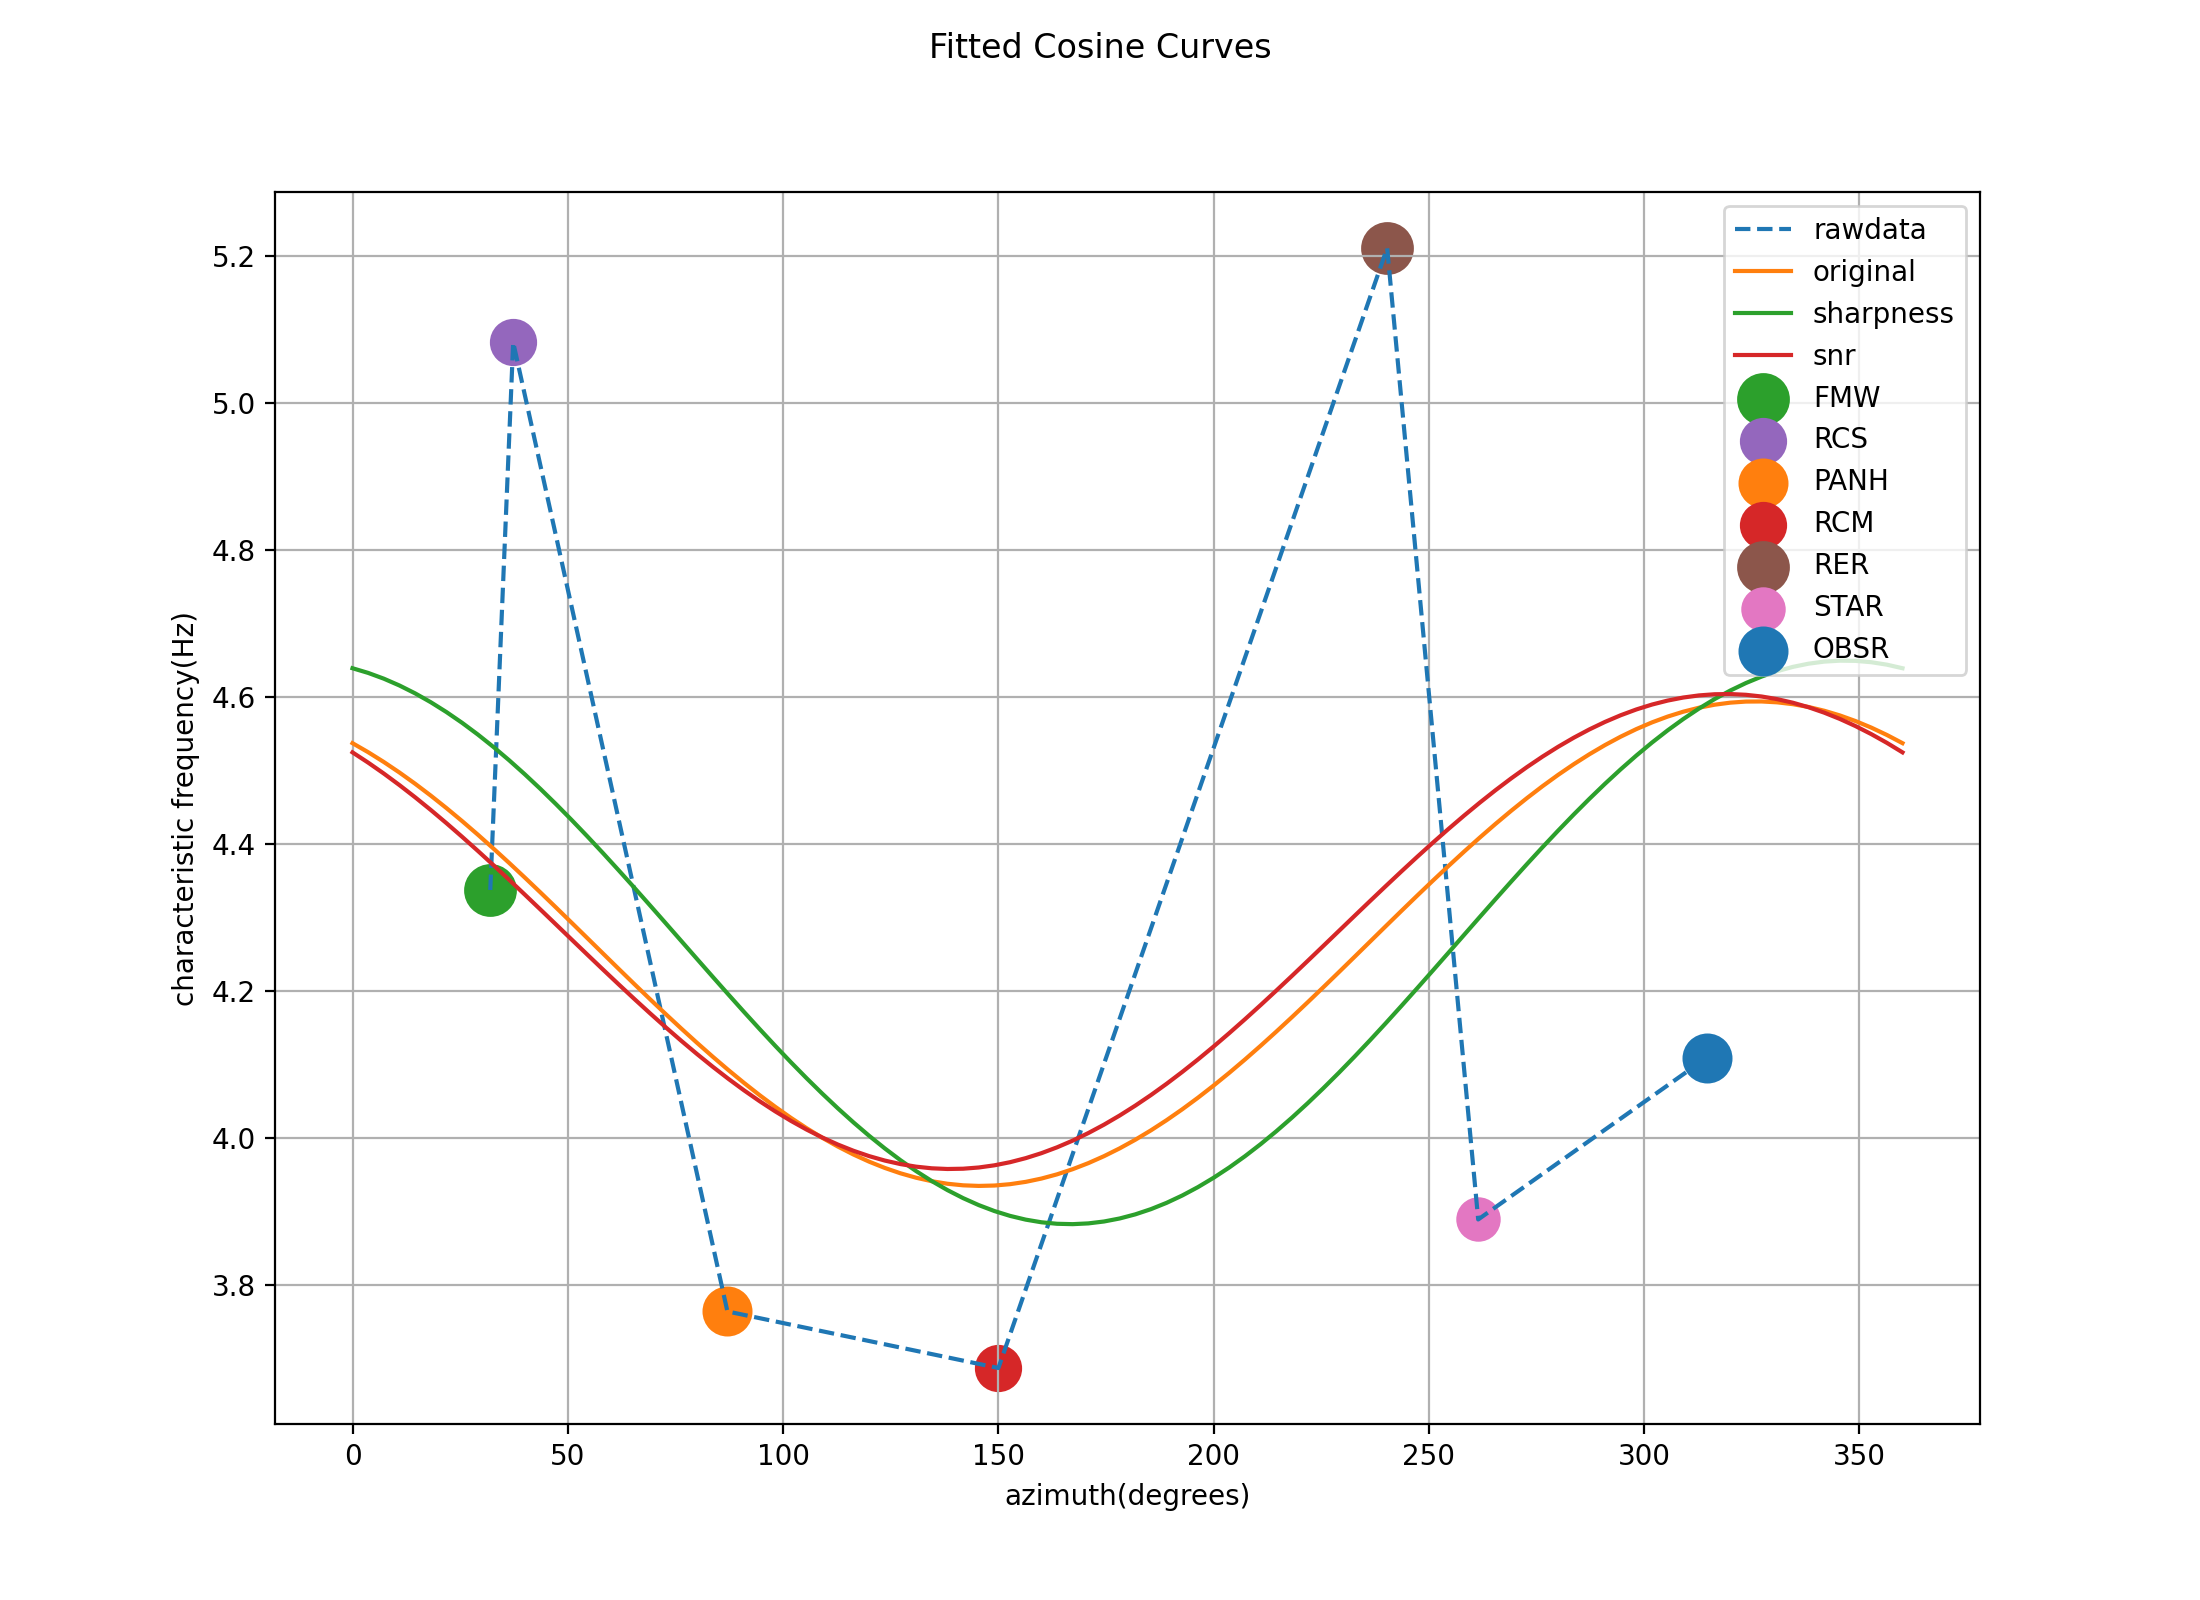 Fitted Cosine Curves
characteristic frequency(Hz)
5.2
5.0
4.8
4.6
4.4
4.2
4.0
3.8
rawdata
original
sharpness
snr
FMW
RCS
PANH
RCM
RER
STAR
OBSR
0 50 100 150 200 250 300 350
azimuth(degrees)